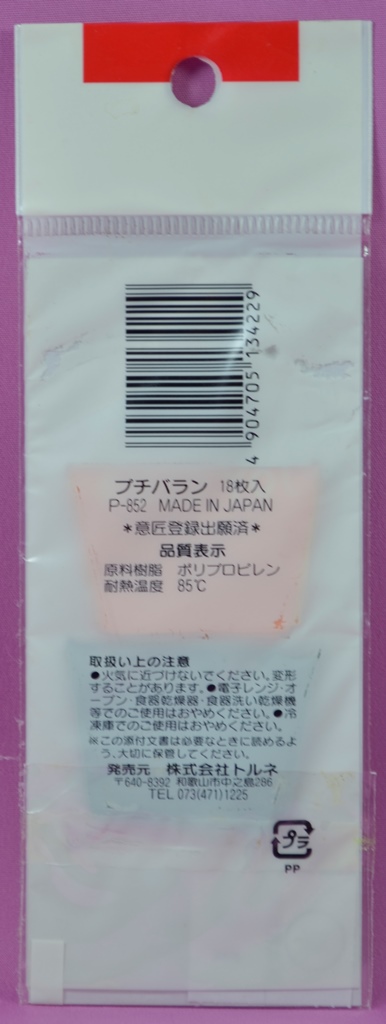 4 904705 134229
プチバラン 18枚入
P-852 MADE IN JAPAN
*意匠登録出願済*
品質表示
原料樹脂 ポリプロピレン
耐熱温度 85℃
取扱い上の注意
●火気に近づけないでください。変形
することがあります。●電子レンジ・オ
ーブン・食器乾燥器・食器洗い乾燥機
等でのご使用はおやめください。●冷
凍庫でのご使用はおやめください。
※この添付文書は必要なときに読めるよ
う、大切に保管してください。
発売元 株式会社トルネ
〒640-8392 和歌山市中之島286
TEL 073(471)1225
プラ
PP